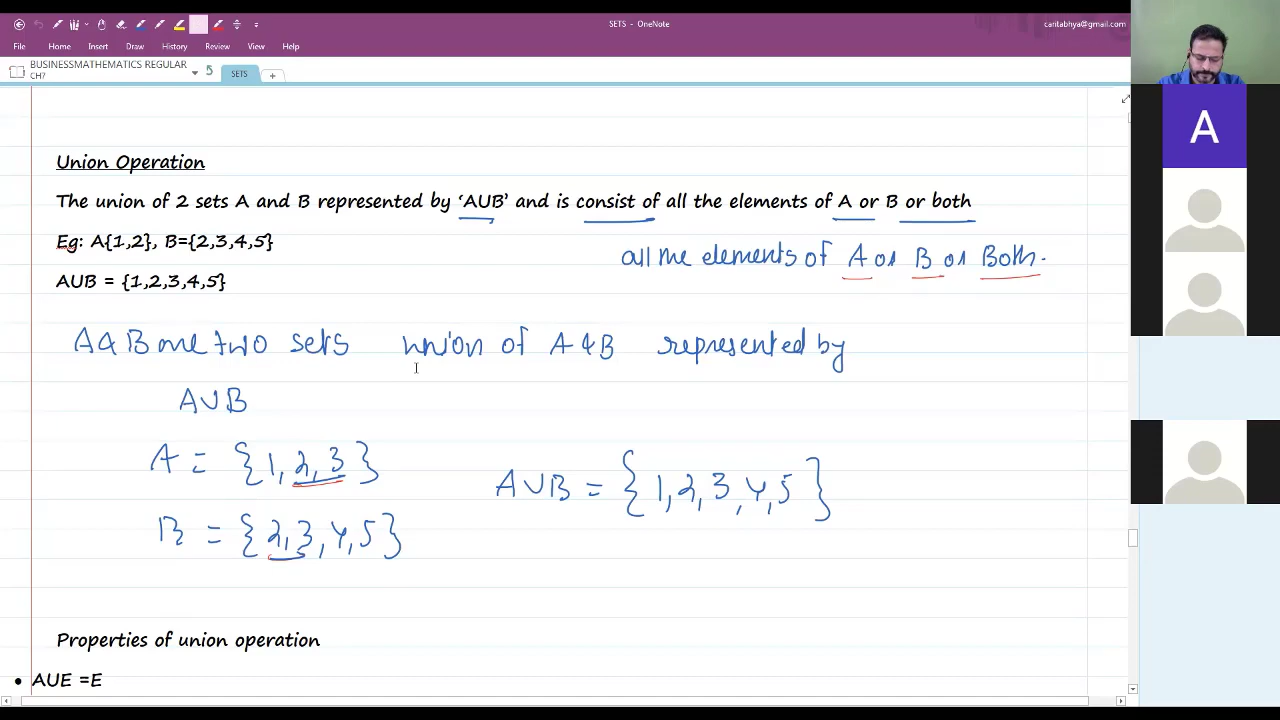 SETS - OneNote
cantabhya@gmail.com
File Home Insert Draw History Review View Help
BUSINESSMATHEMATICS REGULAR
CH7
SETS
A
Union Operation
The union of 2 sets A and B represented by ‘AUB’ and is consist of all the elements of A or B or both
Eg: A{1,2}, B={2,3,4,5}
all the elements of A or B or Both.
AUB = {1,2,3,4,5}
A & B are two sets union of A & B represented by
A∪B
A = {1,2,3}
A∪B = {1,2,3,4,5}
B = {2,3,4,5}
Properties of union operation
• AUE =E